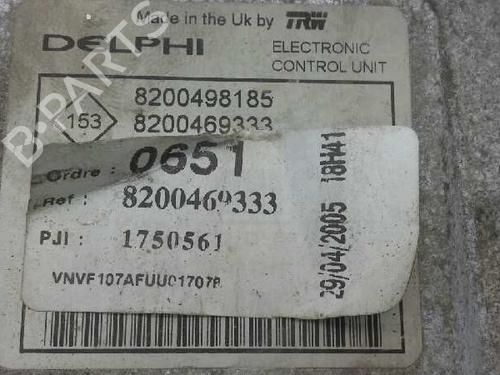 Made in the Uk by TRW
DELPHI
ELECTRONIC
CONTROL UNIT
8200498185
153
8200469333
Ordre : 0651
Ref : 8200469333
PJI : 1750561
29/04/2005 18H41
B-PARTS